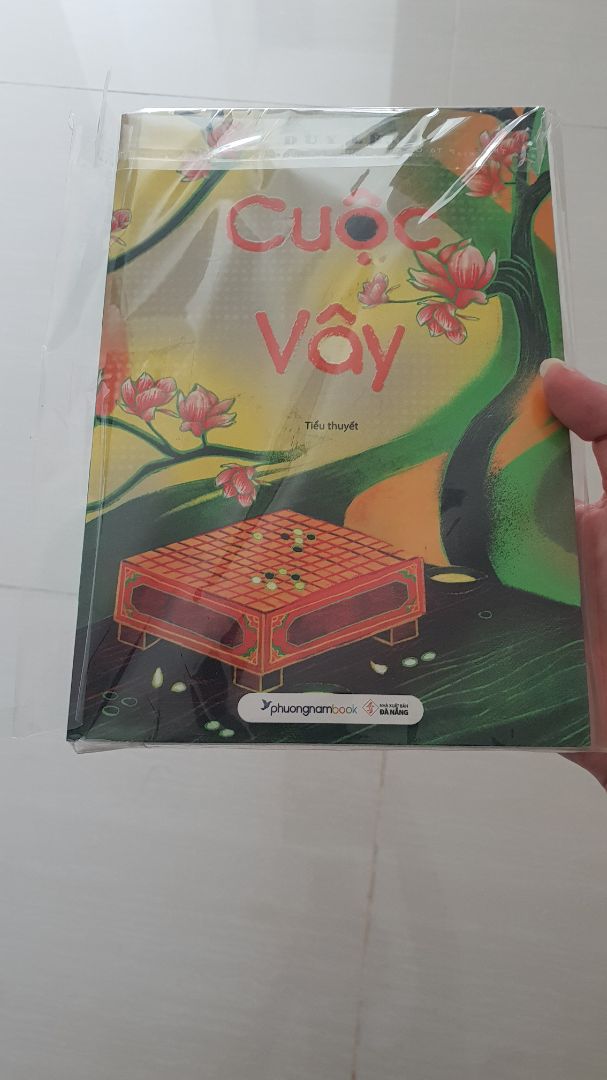 Cuộc
Vây
Tiểu thuyết
phuongnambook
NHÀ XUẤT BẢN
ĐÀ NẴNG